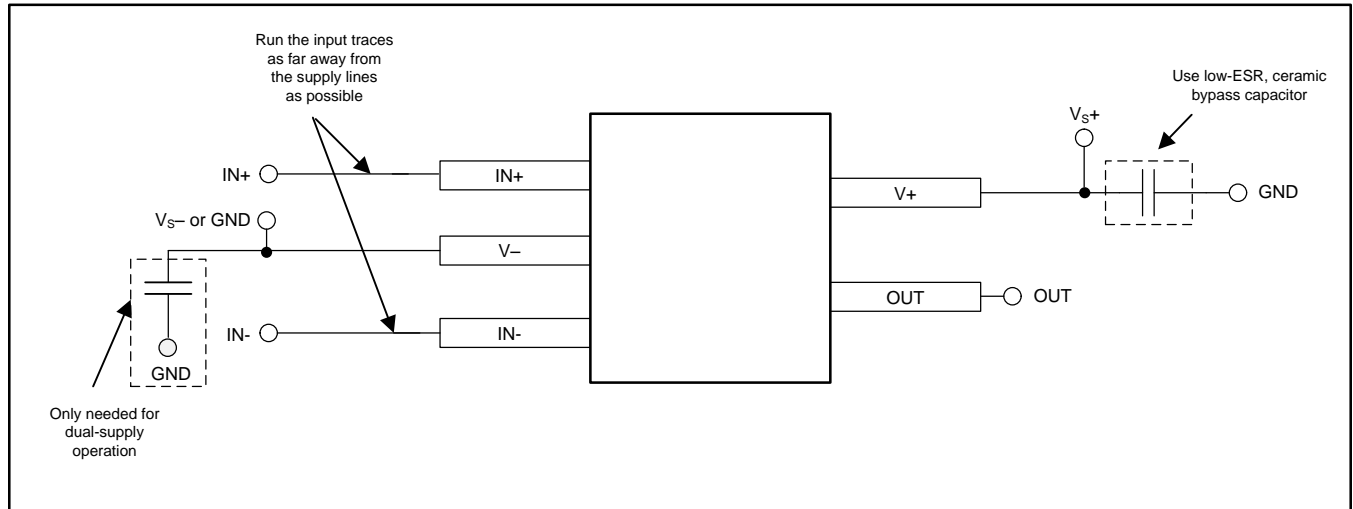 Run the input traces
as far away from
the supply lines
as possible
Use low-ESR, ceramic
bypass capacitor
VS+
IN+
IN+
V+
GND
VS– or GND
V–
OUT
OUT
IN-
IN-
GND
Only needed for
dual-supply
operation